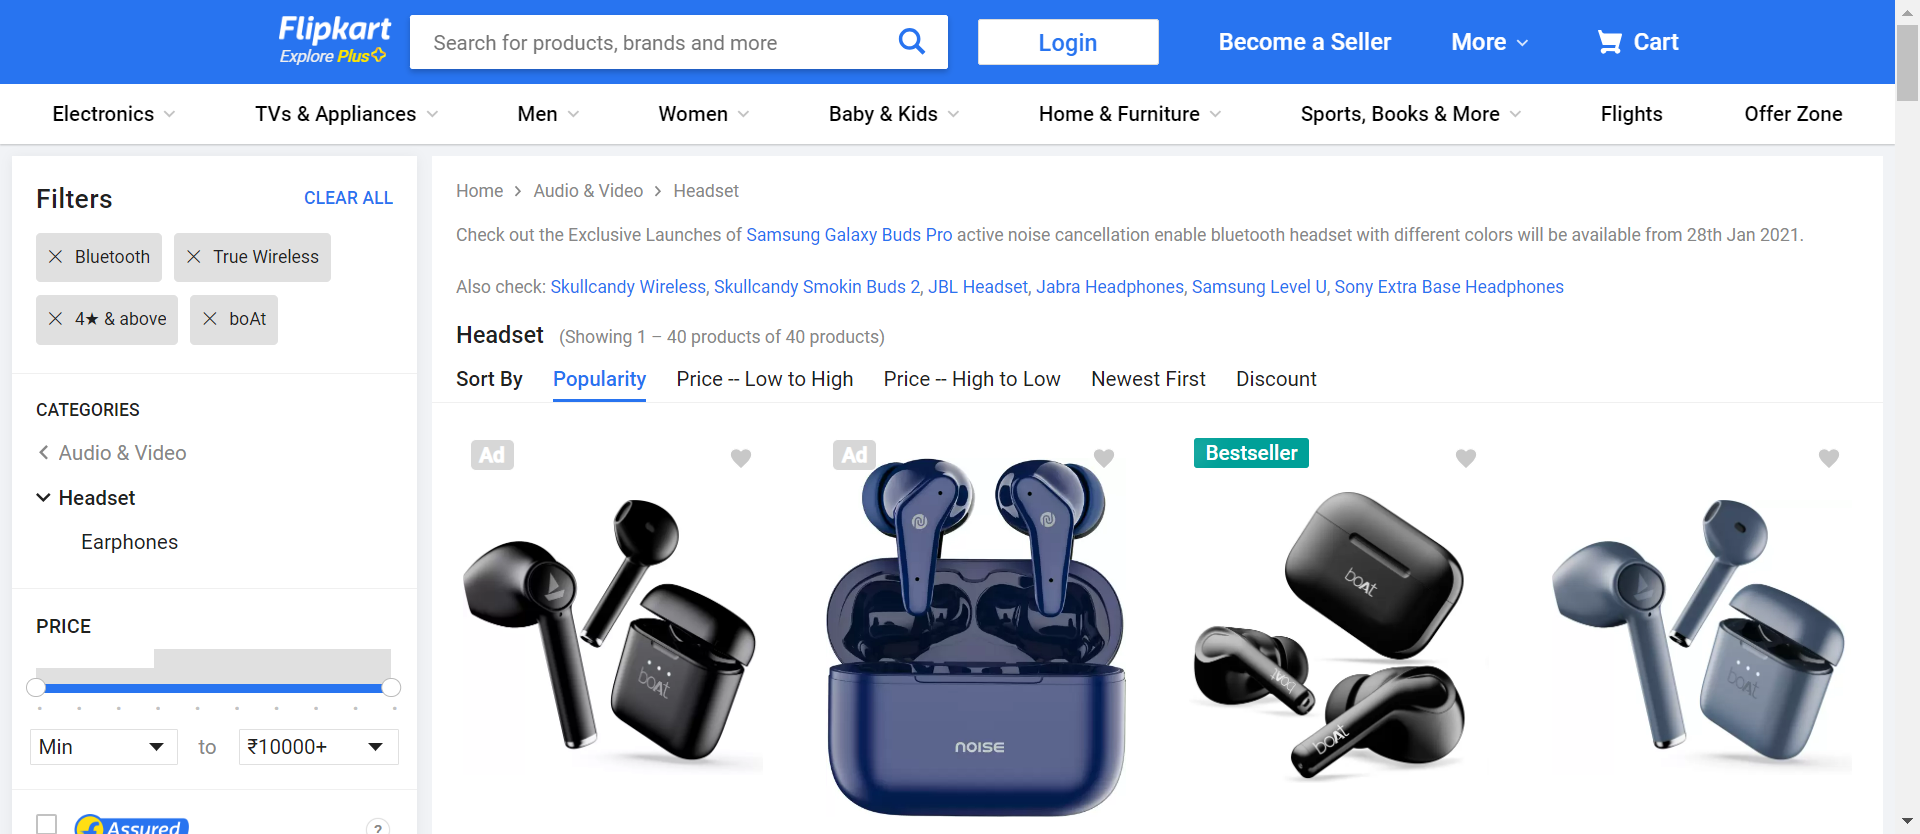 Flipkart
Explore Plus
Search for products, brands and more
Login
Become a Seller
More
Cart
Electronics
TVs & Appliances
Men
Women
Baby & Kids
Home & Furniture
Sports, Books & More
Flights
Offer Zone
Filters
CLEAR ALL
Bluetooth
True Wireless
4★ & above
boAt
CATEGORIES
Audio & Video
Headset
Earphones
PRICE
Min
to
₹10000+
Assured
?
Home > Audio & Video > Headset
Check out the Exclusive Launches of Samsung Galaxy Buds Pro active noise cancellation enable bluetooth headset with different colors will be available from 28th Jan 2021.
Also check: Skullcandy Wireless, Skullcandy Smokin Buds 2, JBL Headset, Jabra Headphones, Samsung Level U, Sony Extra Base Headphones
Headset (Showing 1 – 40 products of 40 products)
Sort By
Popularity
Price -- Low to High
Price -- High to Low
Newest First
Discount
Ad
boAt
Ad
NOISE
Bestseller
boAt
boAt
boAt
boAt